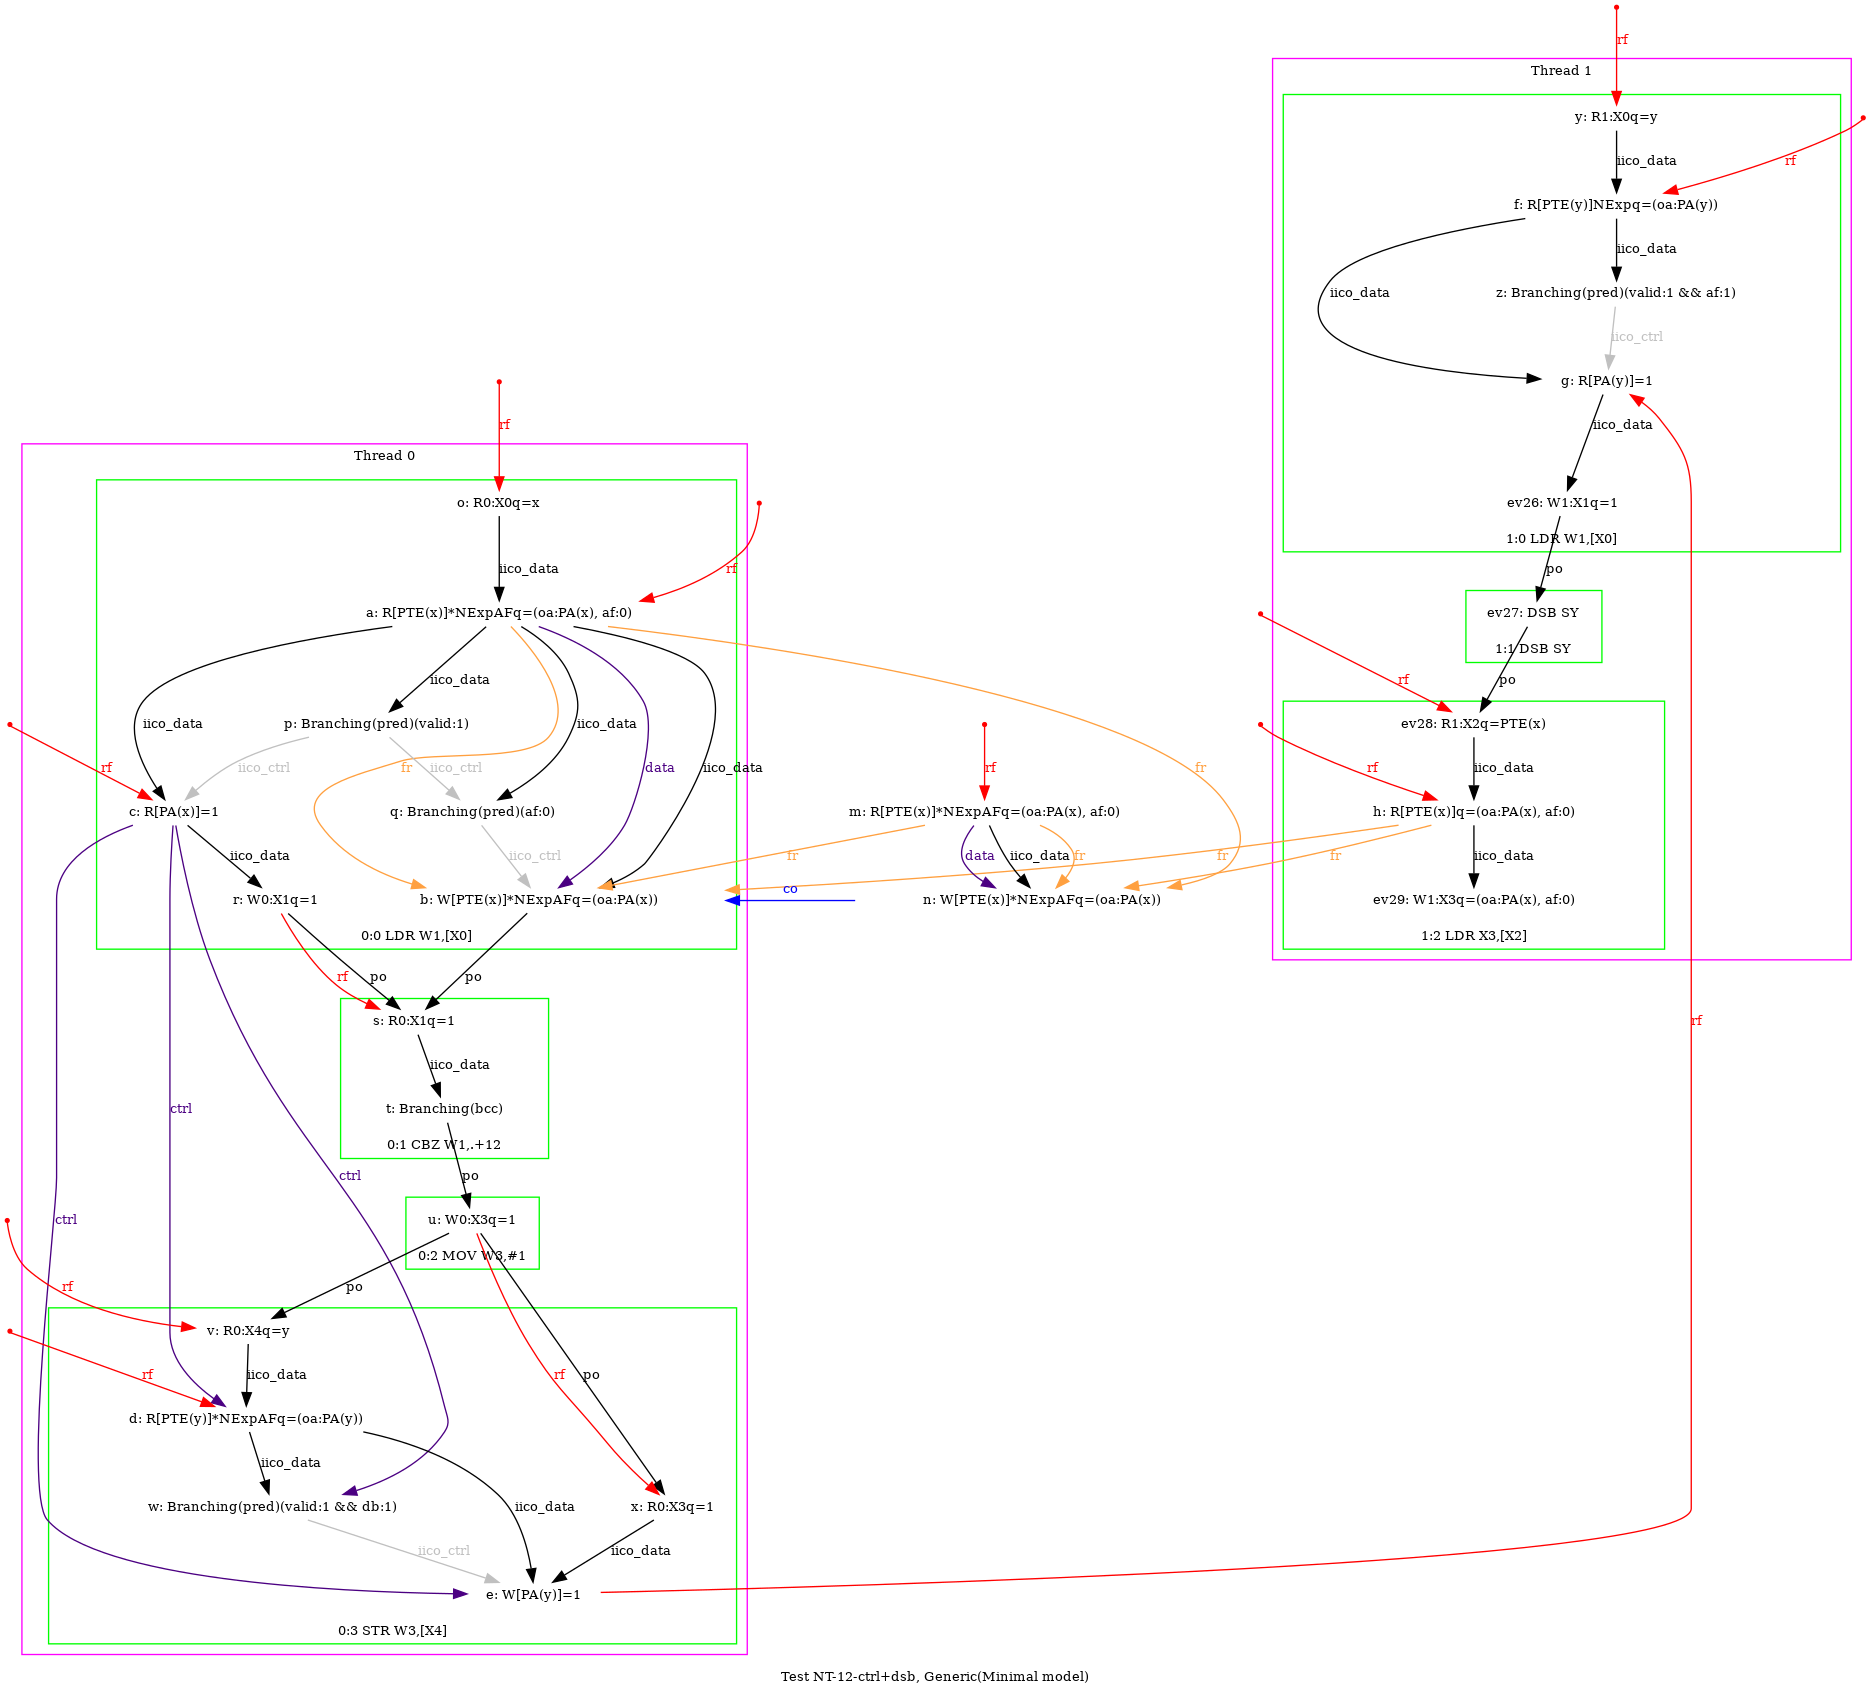 rf
Thread 1
y: R1:X0q=y
iico_data
rf
f: R[PTE(y)]NExpq=(oa:PA(y))
iico_data
iico_data
z: Branching(pred)(valid:1 && af:1)
iico_ctrl
g: R[PA(y)]=1
iico_data
ev26: W1:X1q=1
1:0 LDR W1,[X0]
po
ev27: DSB SY
1:1 DSB SY
rf
po
ev28: R1:X2q=PTE(x)
rf
iico_data
h: R[PTE(x)]q=(oa:PA(x), af:0)
fr
fr
iico_data
ev29: W1:X3q=(oa:PA(x), af:0)
1:2 LDR X3,[X2]
rf
rf
Thread 0
o: R0:X0q=x
iico_data
rf
a: R[PTE(x)]*NExpAFq=(oa:PA(x), af:0)
iico_data
iico_data
p: Branching(pred)(valid:1)
iico_data
rf
iico_ctrl
fr
iico_ctrl
data
iico_data
fr
c: R[PA(x)]=1
q: Branching(pred)(af:0)
rf
m: R[PTE(x)]*NExpAFq=(oa:PA(x), af:0)
iico_data
iico_ctrl
fr
data
iico_data
fr
r: W0:X1q=1
b: W[PTE(x)]*NExpAFq=(oa:PA(x))
co
n: W[PTE(x)]*NExpAFq=(oa:PA(x))
0:0 LDR W1,[X0]
rf
po
po
s: R0:X1q=1
iico_data
ctrl
t: Branching(bcc)
0:1 CBZ W1,.+12
ctrl
po
ctrl
u: W0:X3q=1
0:2 MOV W3,#1
rf
po
v: R0:X4q=y
rf
iico_data
rf
po
d: R[PTE(y)]*NExpAFq=(oa:PA(y))
iico_data
iico_data
w: Branching(pred)(valid:1 && db:1)
x: R0:X3q=1
iico_ctrl
iico_data
e: W[PA(y)]=1
0:3 STR W3,[X4]
Test NT-12-ctrl+dsb, Generic(Minimal model)